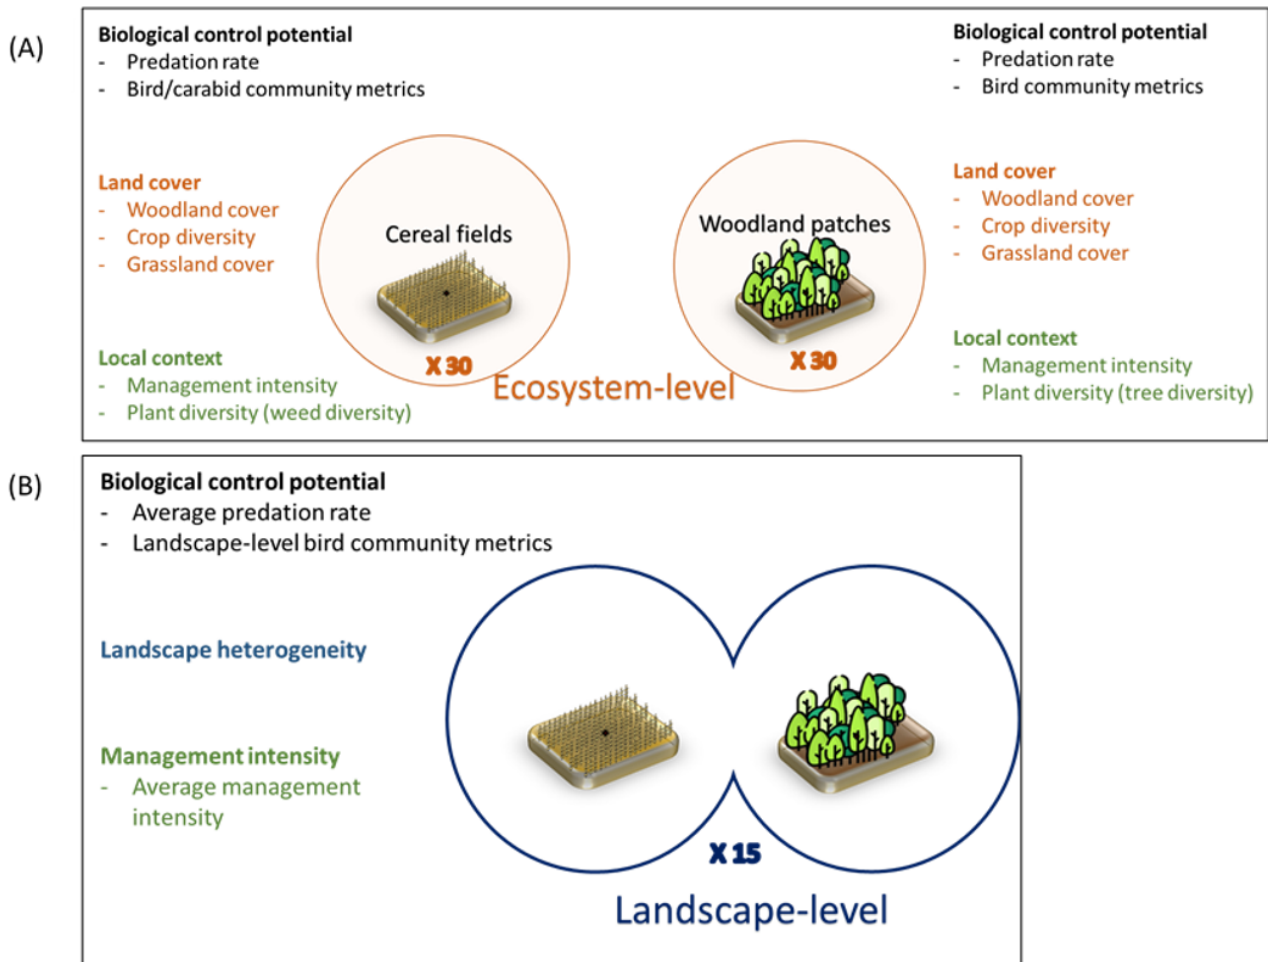 (A)
Biological control potential
- Predation rate
- Bird/carabid community metrics
Land cover
- Woodland cover
- Crop diversity
- Grassland cover
Local context
- Management intensity
- Plant diversity (weed diversity)
Cereal fields
X 30
Woodland patches
X 30
Ecosystem-level
Biological control potential
- Predation rate
- Bird community metrics
Land cover
- Woodland cover
- Crop diversity
- Grassland cover
Local context
- Management intensity
- Plant diversity (tree diversity)
(B)
Biological control potential
- Average predation rate
- Landscape-level bird community metrics
Landscape heterogeneity
Management intensity
- Average management
intensity
X 15
Landscape-level